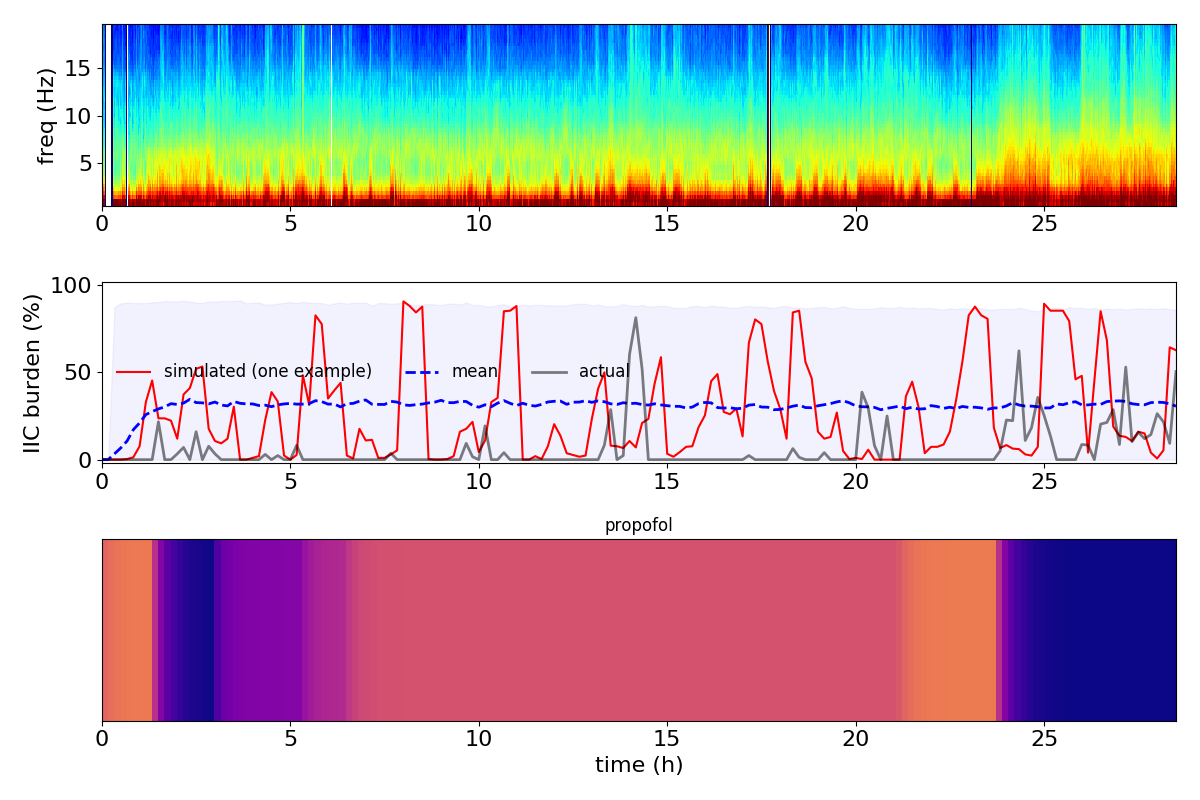 freq (Hz)
15
10
5
0 5 10 15 20 25
IIC burden (%)
100
50
0
simulated (one example) mean actual
0 5 10 15 20 25
propofol
0 5 10 15 20 25
time (h)